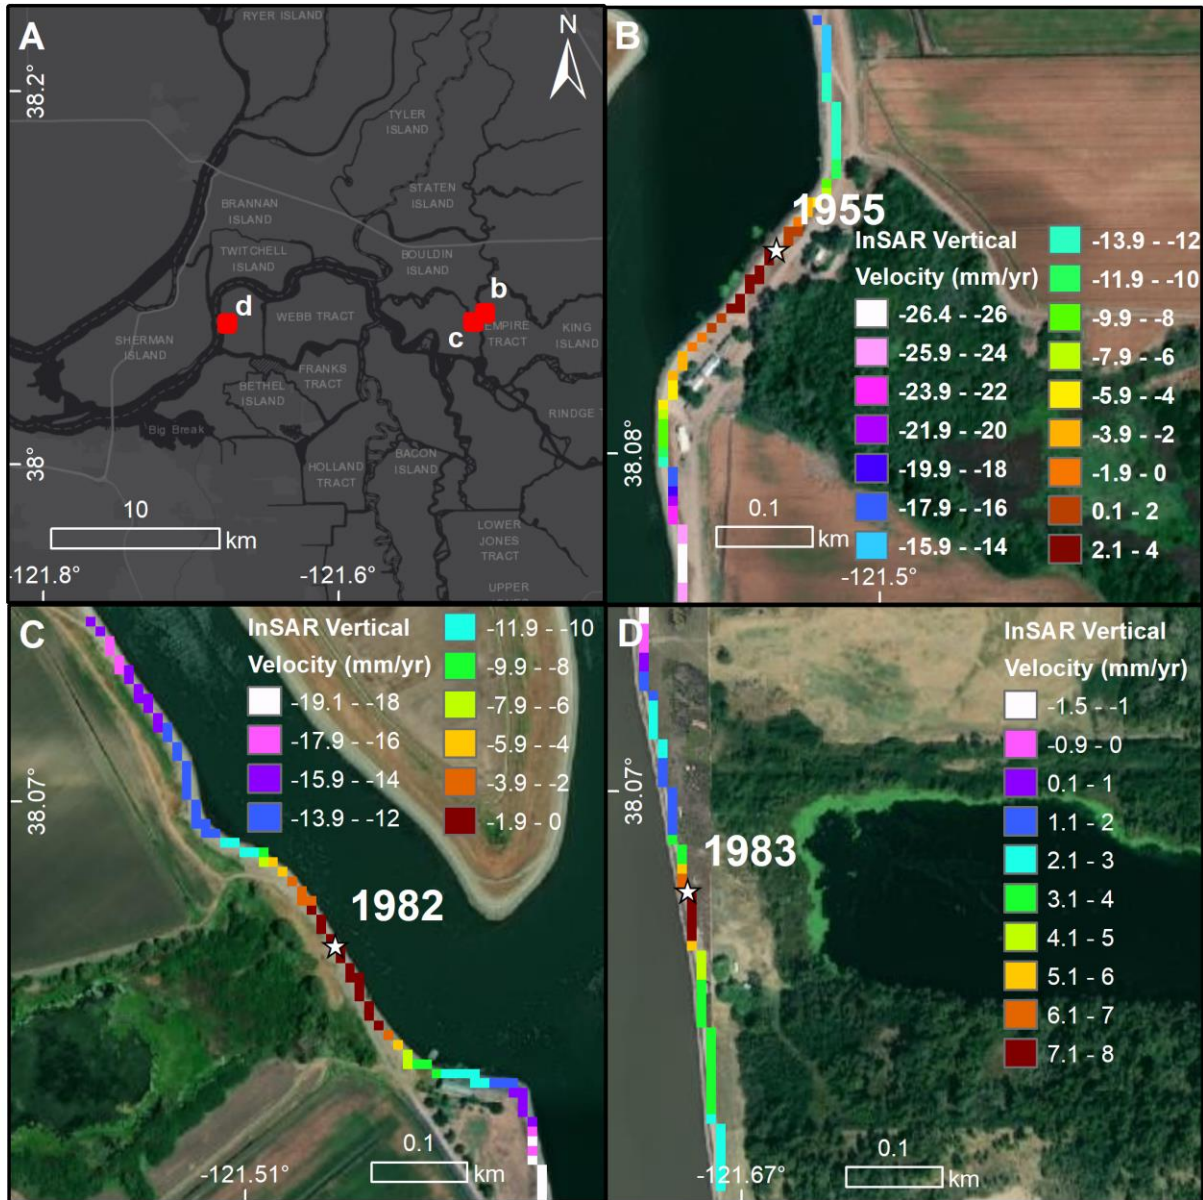 A
N
38.2°
38°
RYER ISLAND
TYLER
ISLAND
STATEN
ISLAND
BRANNAN
ISLAND
TWITCHELL
ISLAND
BOULDIN
ISLAND
b
d
c
WEBB TRACT
EMPIRE
TRACT
KING
ISLAND
SHERMAN
ISLAND
FRANKS
TRACT
BETHEL
ISLAND
RINDGE T
Big Break
BACON
ISLAND
HOLLAND
TRACT
LOWER
JONES
TRACT
UPPER
10
km
-121.8°
-121.6°
B
1955
InSAR Vertical
Velocity (mm/yr)
-26.4 - -26
-25.9 - -24
-23.9 - -22
-21.9 - -20
-19.9 - -18
-17.9 - -16
-15.9 - -14
-13.9 - -12
-11.9 - -10
-9.9 - -8
-7.9 - -6
-5.9 - -4
-3.9 - -2
-1.9 - 0
0.1 - 2
2.1 - 4
38.08°
0.1
km
-121.5°
C
InSAR Vertical
Velocity (mm/yr)
-19.1 - -18
-17.9 - -16
-15.9 - -14
-13.9 - -12
-11.9 - -10
-9.9 - -8
-7.9 - -6
-5.9 - -4
-3.9 - -2
-1.9 - 0
38.07°
1982
0.1
km
-121.51°
D
InSAR Vertical
Velocity (mm/yr)
-1.5 - -1
-0.9 - 0
0.1 - 1
1.1 - 2
2.1 - 3
3.1 - 4
4.1 - 5
5.1 - 6
6.1 - 7
7.1 - 8
38.07°
1983
0.1
km
-121.67°